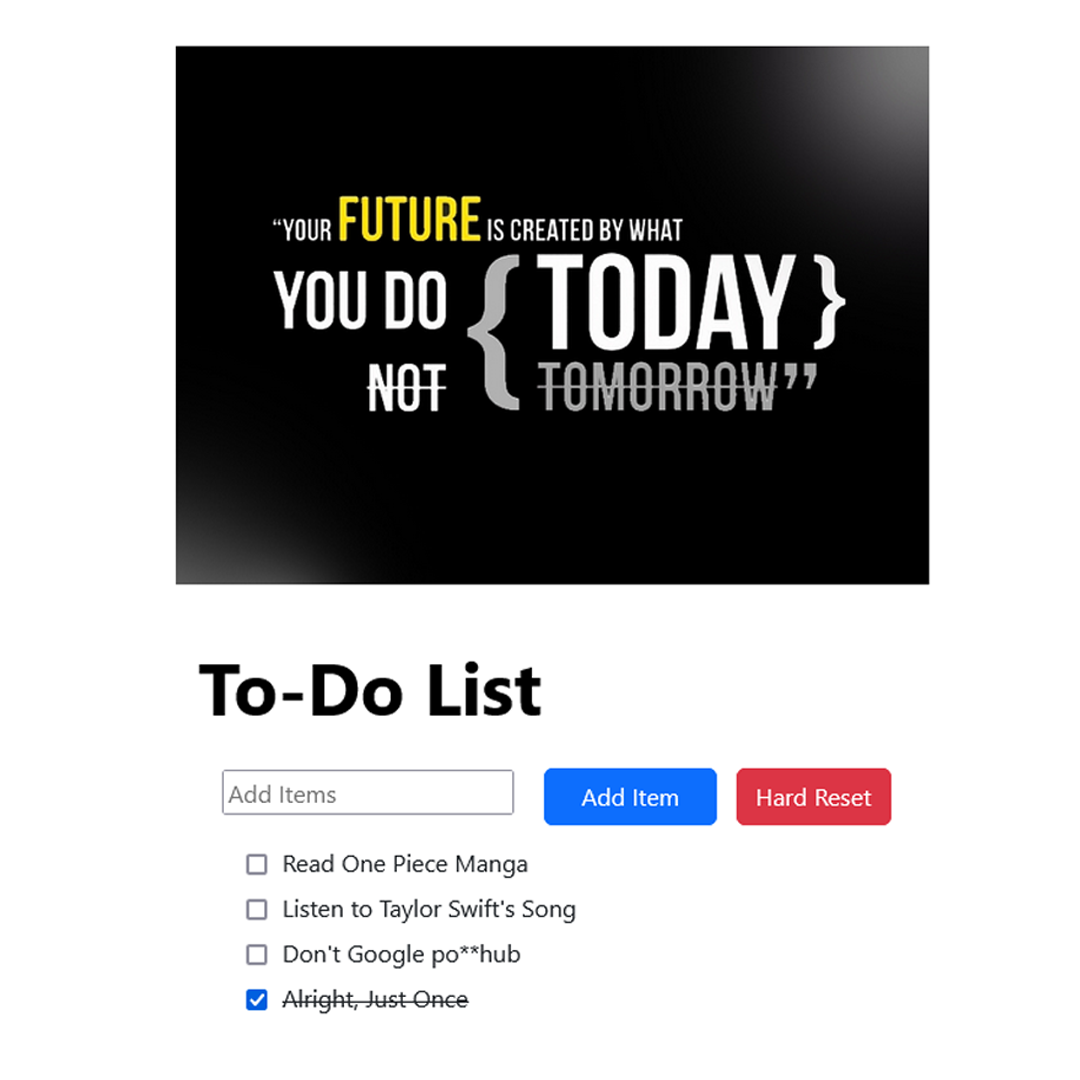 “YOUR FUTURE IS CREATED BY WHAT
YOU DO { TODAY }
NOT TOMORROW”
To-Do List
Add Items Add Item Hard Reset
Read One Piece Manga
Listen to Taylor Swift's Song
Don't Google po**hub
Alright, Just Once